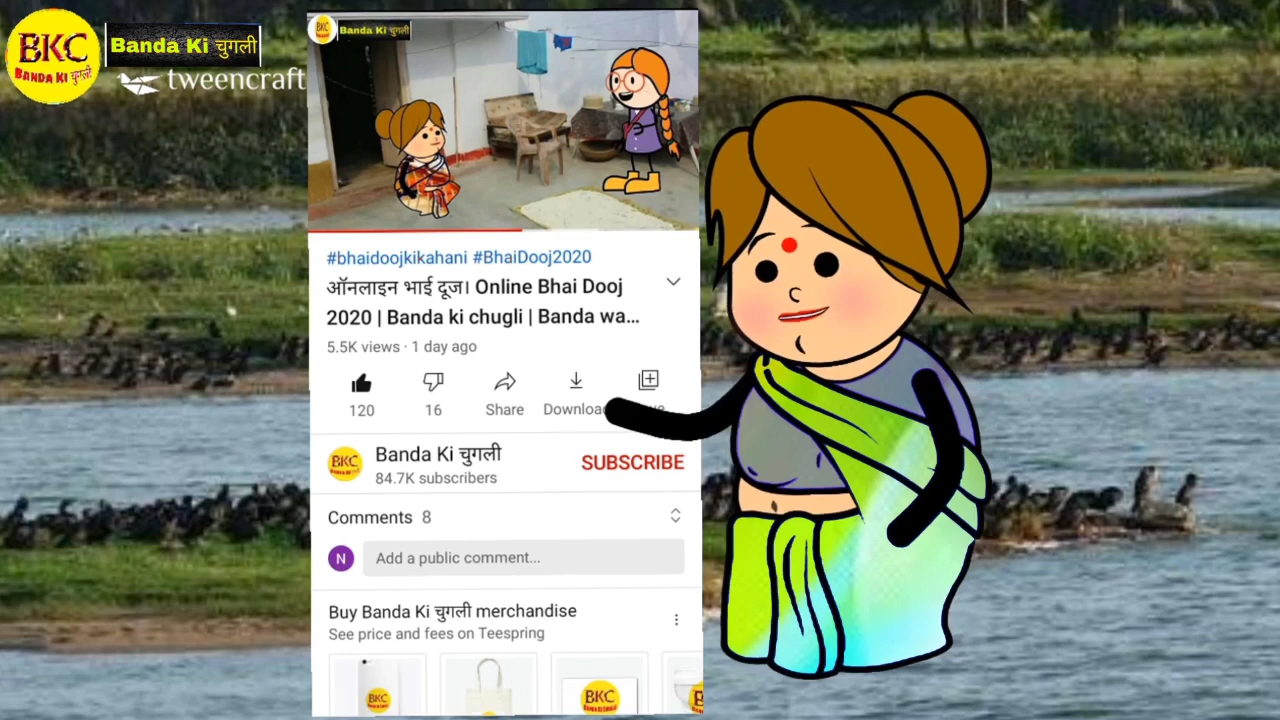 BKC
BANDA KI चुगली
Banda Ki चुगली
tweencraft
BKC
Banda Ki चुगली
#bhaidoojkikahani #BhaiDooj2020
ऑनलाइन भाई दूज। Online Bhai Dooj
2020 | Banda ki chugli | Banda wa...
5.5K views · 1 day ago
120
16
Share
Downloa
BKC
Banda Ki चुगली
84.7K subscribers
SUBSCRIBE
Comments 8
N
Add a public comment...
Buy Banda Ki चुगली merchandise
See price and fees on Teespring
BKC
BKC